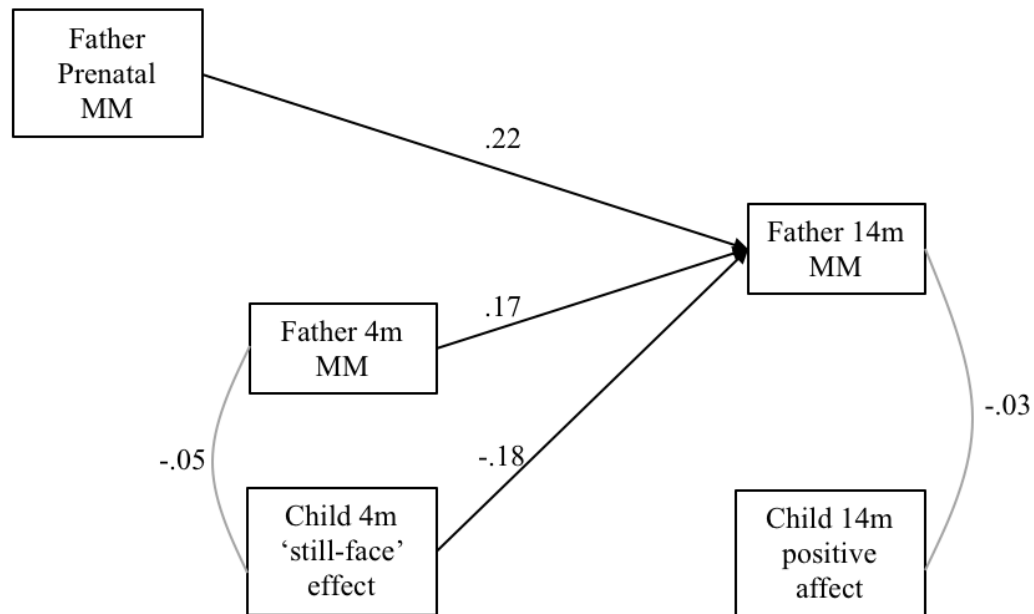 Father
Prenatal
MM
.22
Father 14m
MM
.17
Father 4m
MM
-.03
-.05
-.18
Child 4m
‘still-face’
effect
Child 14m
positive
affect